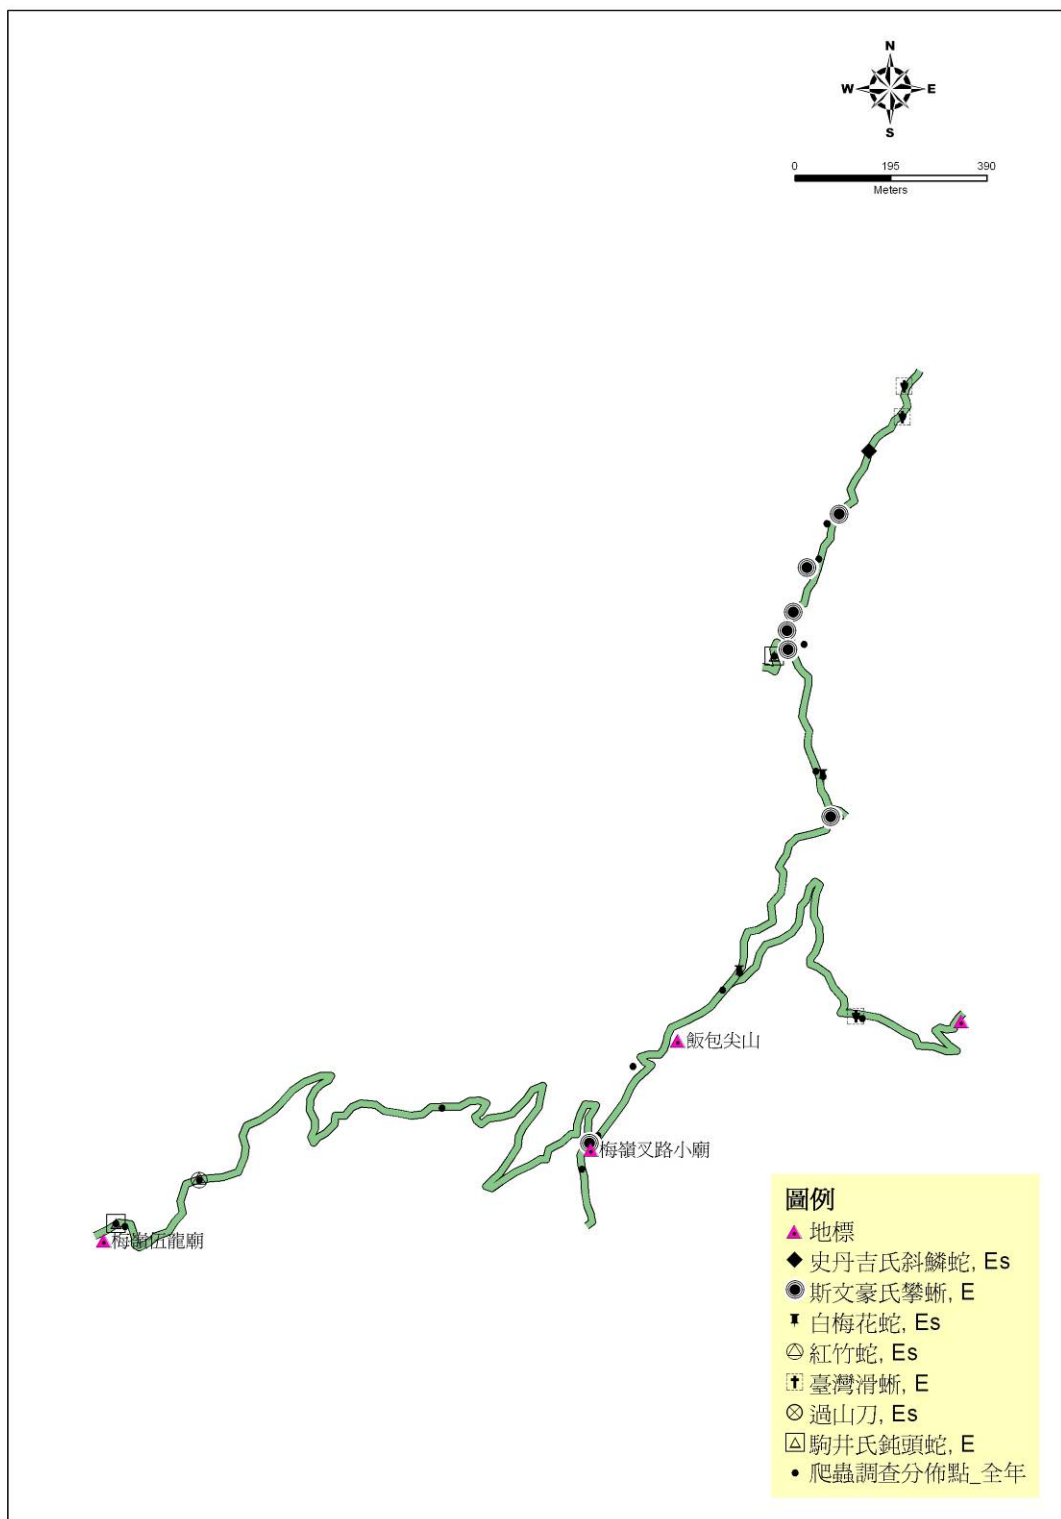 N
W E
S
0 195 390
Meters
飯包尖山
梅嶺叉路小廟
梅嶺伍龍廟
圖例
地標
史丹吉氏斜鱗蛇, Es
斯文豪氏攀蜥, E
白梅花蛇, Es
紅竹蛇, Es
臺灣滑蜥, E
過山刀, Es
駒井氏鈍頭蛇, E
爬蟲調查分佈點_全年